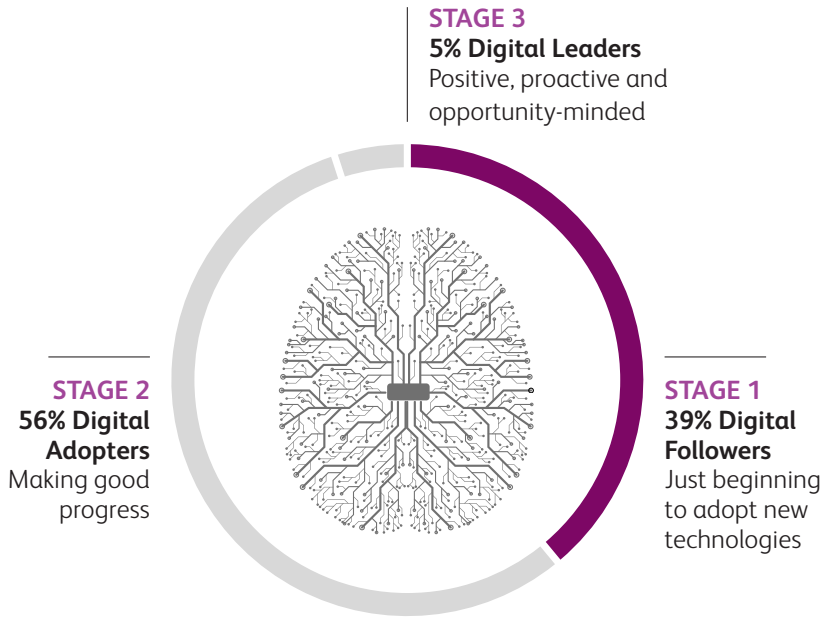 STAGE 3
5% Digital Leaders
Positive, proactive and
opportunity-minded
STAGE 2
56% Digital
Adopters
Making good
progress
STAGE 1
39% Digital
Followers
Just beginning
to adopt new
technologies